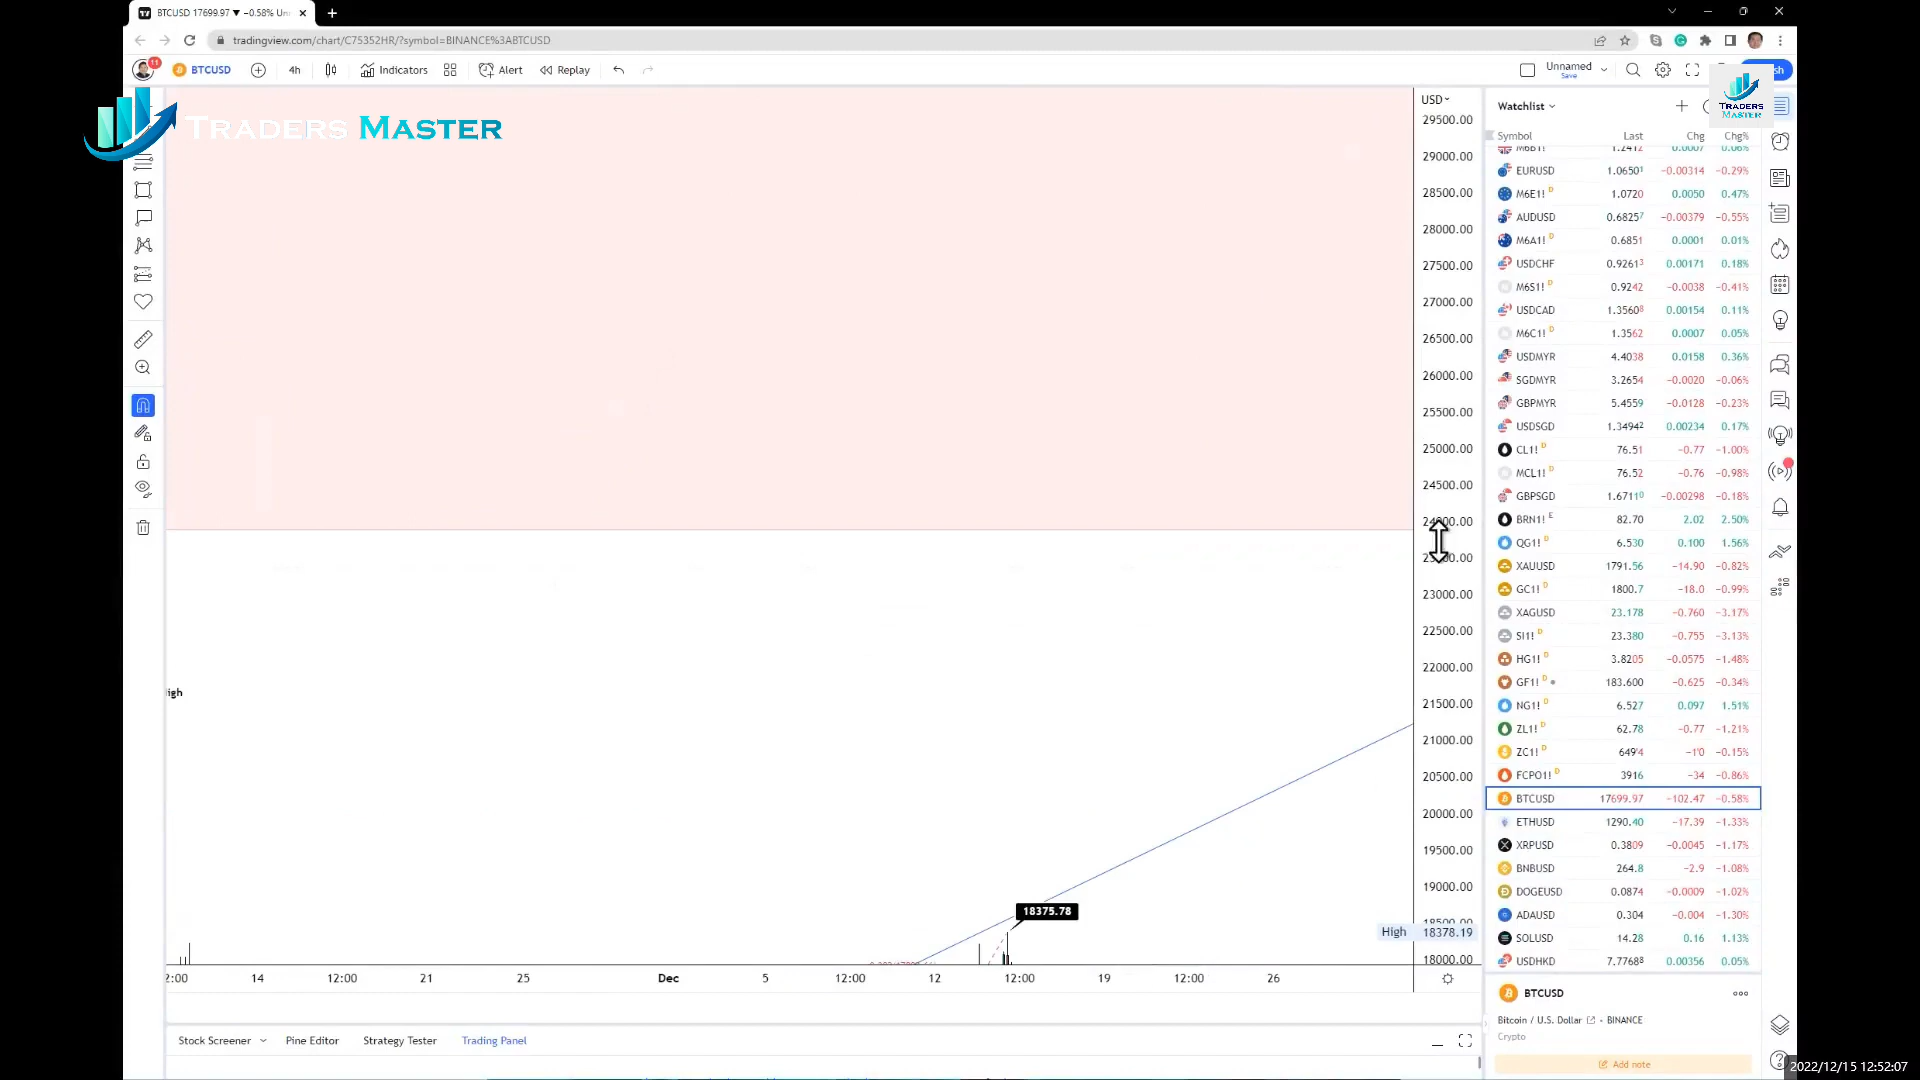 BTCUSD 17699.97 ▼ −0.58% Un
tradingview.com/chart/C75352HR/?symbol=BINANCE%3ABTCUSD
11
BTCUSD
4h
Indicators
Alert
Replay
Unnamed
Save
TRADERS MASTER
TRADERS
MASTER
USD
29500.00
29000.00
28500.00
28000.00
27500.00
27000.00
26500.00
26000.00
25500.00
25000.00
24500.00
24000.00
23000.00
22500.00
22000.00
21500.00
21000.00
20500.00
20000.00
19500.00
19000.00
18500.00
High 18378.19
18000.00
18375.78
12:00
14
12:00
21
25
Dec
5
12:00
12
12:00
19
12:00
26
Watchlist
Symbol Last Chg Chg%
M6B1! 1.2412 0.0007 0.06%
EURUSD 1.06501 −0.00314 −0.29%
M6E1! D 1.0720 0.0050 0.47%
AUDUSD 0.68257 −0.00379 −0.55%
M6A1! D 0.6851 0.0001 0.01%
USDCHF 0.92613 0.00171 0.18%
M6S1! D 0.9242 −0.0038 −0.41%
USDCAD 1.35608 0.00154 0.11%
M6C1! D 1.3562 0.0007 0.05%
USDMYR 4.4038 0.0158 0.36%
SGDMYR 3.2654 −0.0020 −0.06%
GBPMYR 5.4559 −0.0128 −0.23%
USDSGD 1.34942 0.00234 0.17%
CL1! D 76.51 −0.77 −1.00%
MCL1! D 76.52 −0.76 −0.98%
GBPSGD 1.67110 −0.00298 −0.18%
BRN1! E 82.70 2.02 2.50%
QG1! D 6.530 0.100 1.56%
XAUUSD 1791.56 −14.90 −0.82%
GC1! D 1800.7 −18.0 −0.99%
XAGUSD 23.178 −0.760 −3.17%
SI1! D 23.380 −0.755 −3.13%
HG1! D 3.8205 −0.0575 −1.48%
GF1! D 183.600 −0.625 −0.34%
NG1! D 6.527 0.097 1.51%
ZL1! D 62.78 −0.77 −1.21%
ZC1! D 649'4 −1'0 −0.15%
FCPO1! D 3916 −34 −0.86%
BTCUSD 17699.97 −102.47 −0.58%
ETHUSD 1290.40 −17.39 −1.33%
XRPUSD 0.3809 −0.0045 −1.17%
BNBUSD 264.8 −2.9 −1.08%
DOGEUSD 0.0874 −0.0009 −1.02%
ADAUSD 0.304 −0.004 −1.30%
SOLUSD 14.28 0.16 1.13%
USDHKD 7.77688 0.00356 0.05%
BTCUSD
Bitcoin / U.S. Dollar • BINANCE
Crypto
Add note
Stock Screener
Pine Editor
Strategy Tester
Trading Panel
2022/12/15 12:52:07